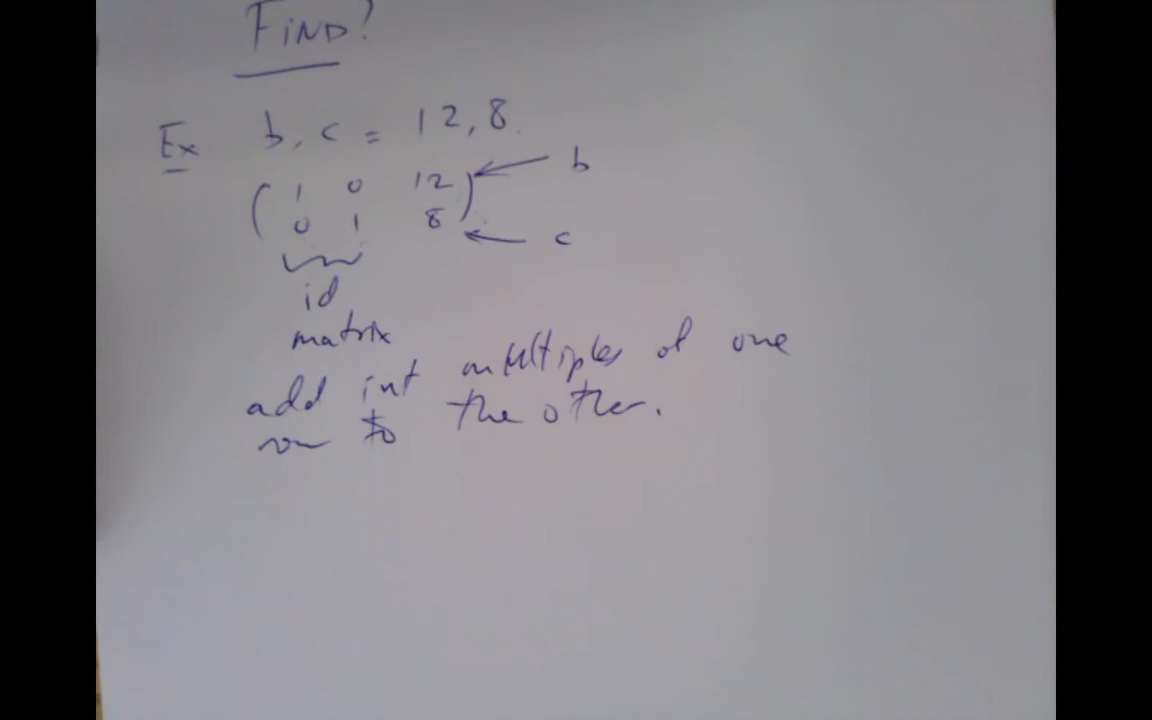 FIND?
Ex b, c = 12, 8
( 1 0 12 ) ← b
( 0 1 8 ) ← c
id
matrix
add int multiples of one
row to the other.